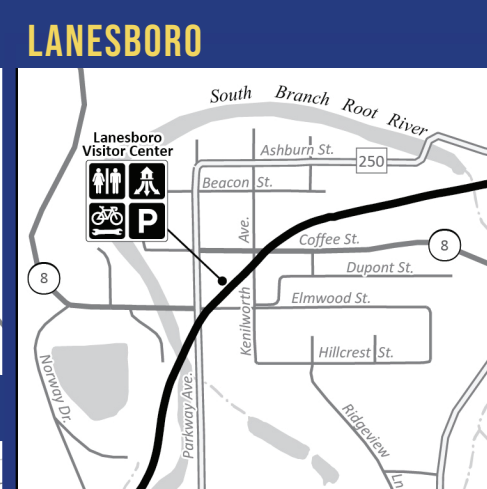 LANESBORO
South Branch Root River
Lanesboro
Visitor Center
Ashburn St.
250
Beacon St.
P
Ave.
Coffee St.
8
8
Dupont St.
Elmwood St.
Kenilworth
Hillcrest St.
Norway Dr.
Parkway Ave.
Ridgeview
Ln